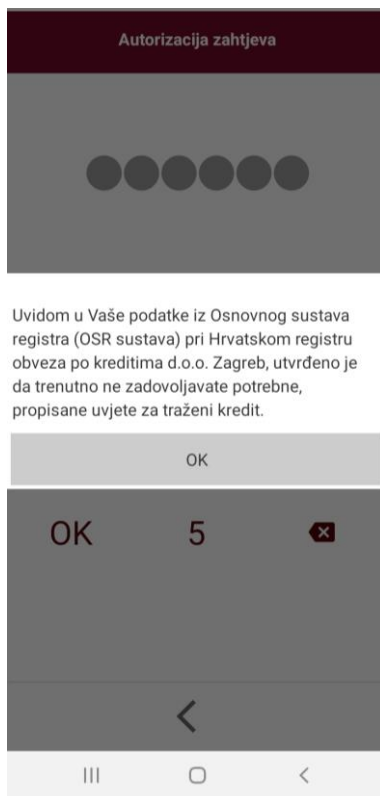 Autorizacija zahtjeva
Uvidom u Vaše podatke iz Osnovnog sustava
registra (OSR sustava) pri Hrvatskom registru
obveza po kreditima d.o.o. Zagreb, utvrđeno je
da trenutno ne zadovoljavate potrebne,
propisane uvjete za traženi kredit.
OK
OK 5